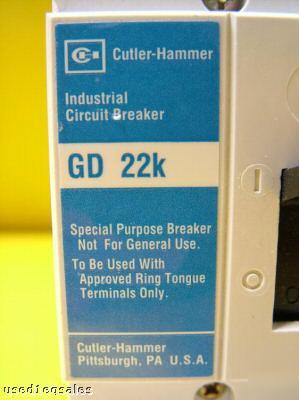 Cutler-Hammer
Industrial
Circuit Breaker
GD 22k
Special Purpose Breaker
Not For General Use.
To Be Used With
Approved Ring Tongue
Terminals Only.
Cutler-Hammer
Pittsburgh, PA U.S.A.
I
O
usedieqsales